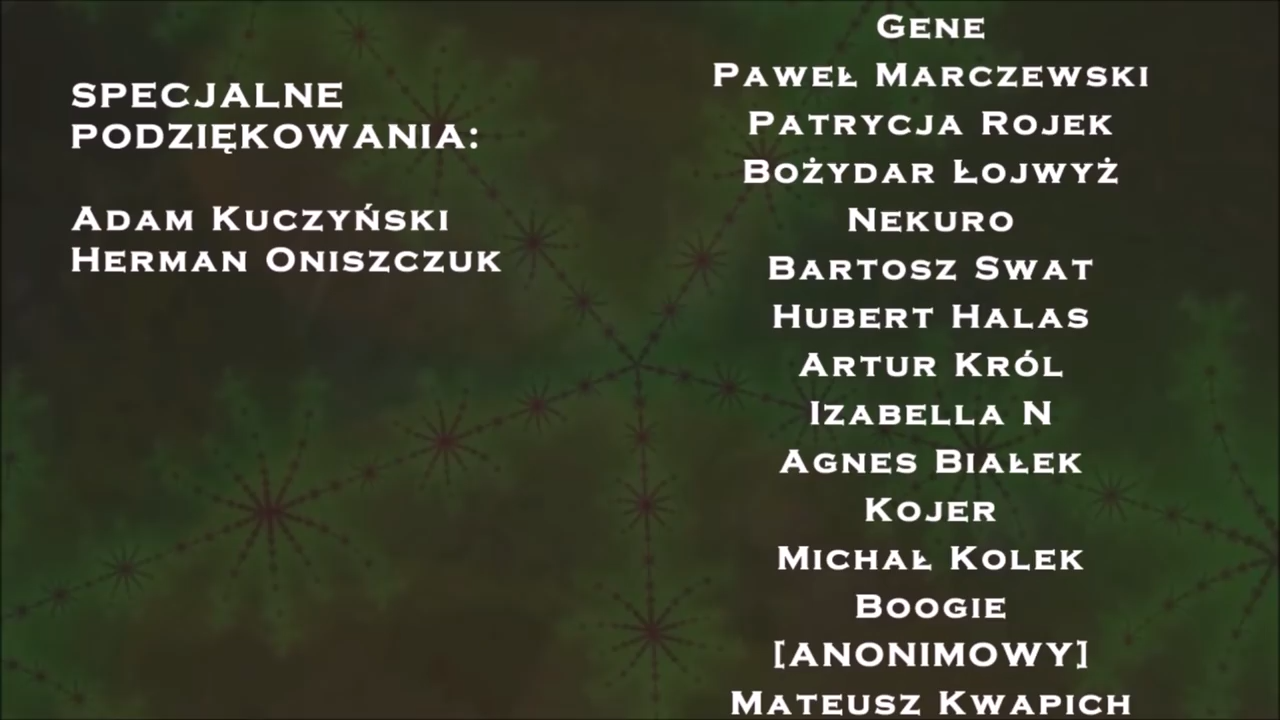 SPECJALNE
PODZIĘKOWANIA:
ADAM KUCZYŃSKI
HERMAN ONISZCZUK
GENE
PAWEŁ MARCZEWSKI
PATRYCJA ROJEK
BOŻYDAR ŁOJWYŻ
NEKURO
BARTOSZ SWAT
HUBERT HALAS
ARTUR KRÓL
IZABELLA N
AGNES BIAŁEK
KOJER
MICHAŁ KOLEK
BOOGIE
[ANONIMOWY]
MATEUSZ KWAPICH